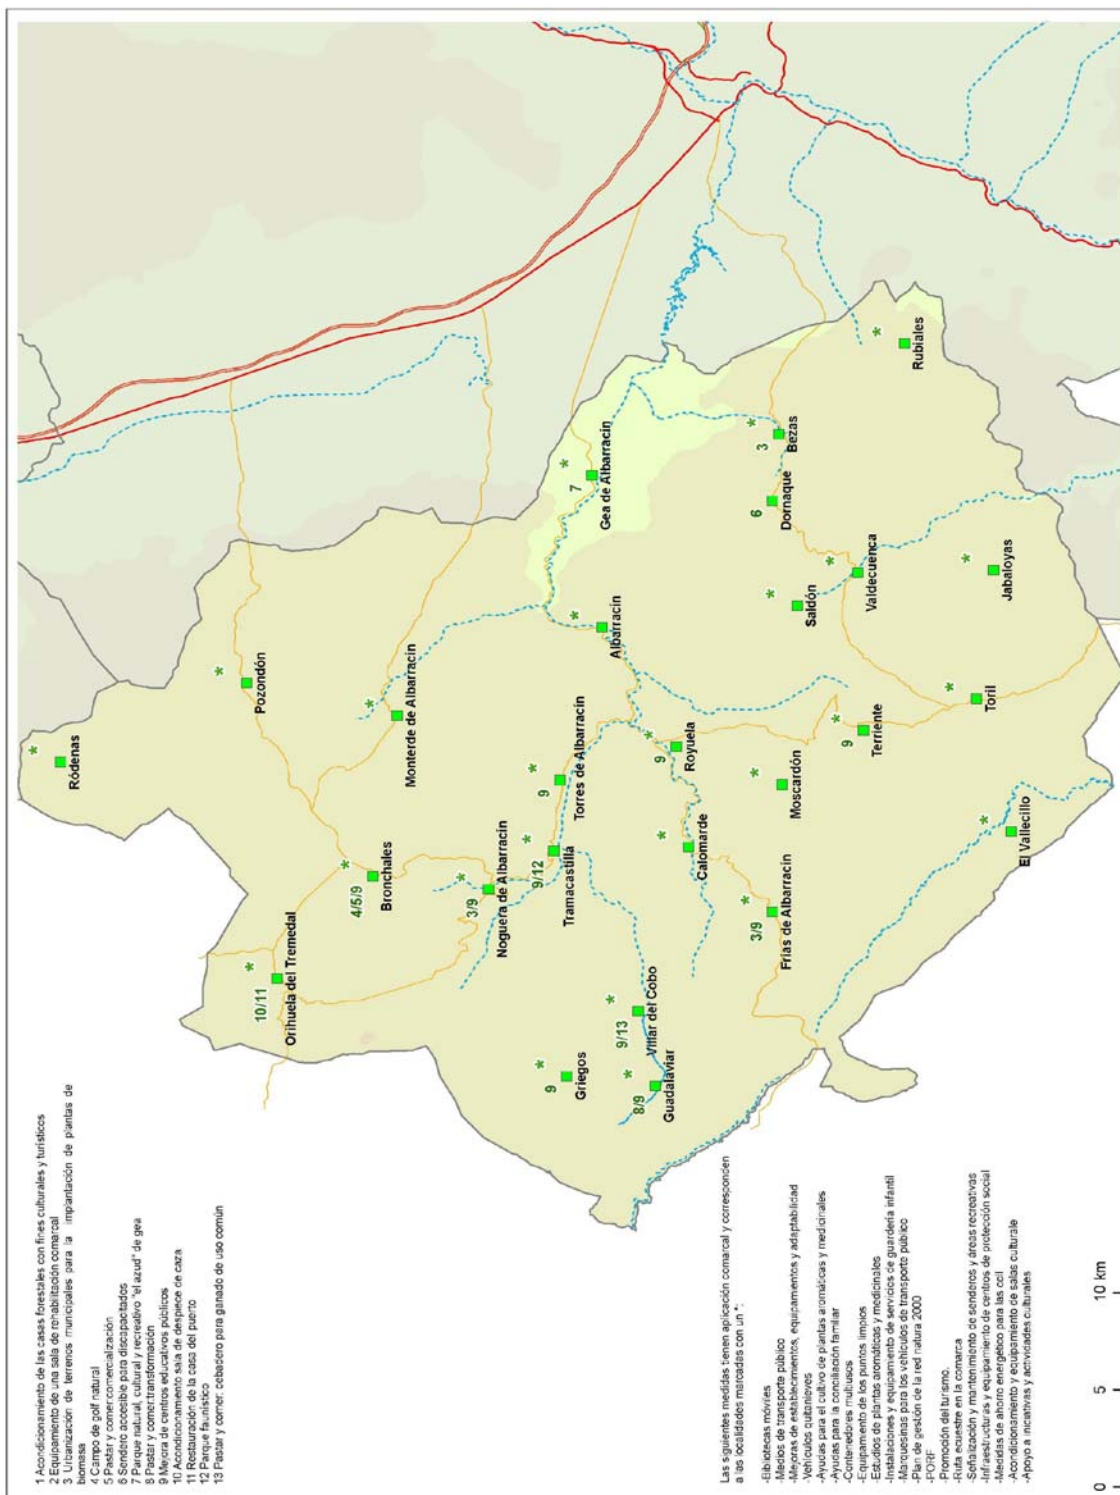 1 Acondicionamiento de las casas forestales con fines culturales y turísticos
2 Equipamiento de una sala de rehabilitación comarcal
3 Urbanización de terrenos municipales para la implantación de plantas de
biomasa
4 Campo de golf natural
5 Pastar y comer:comercialización
6 Sendero accesible para discapacitados
7 Parque natural, cultural y recreativo "el azud" de gea
8 Pastar y comer:transformación
9 Mejora de centros educativos públicos
10 Acondicionamiento sala de despiece de caza
11 Restauración de la casa del puerto
12 Parque faunístico
13 Pastar y comer: cebadero para ganado de uso común
*
Ródenas
*
Pozondón
*
Monterde de Albarracín
*
10/11
Orihuela del Tremedal
*
4/5/9
Bronchales
*
3/9
Noguera de Albarracín
*
9/12
Tramacastilla
*
9
Torres de Albarracín
*
Albarracín
*
7
Gea de Albarracín
*
9
Griegos
*
8/9
Guadalaviar
*
9/13
Villar del Cobo
*
Calomarde
*
9
Royuela
*
3/9
Frías de Albarracín
*
Moscardón
*
9
Terriente
*
Saldón
*
Valdecuenca
6
Dornaque
*
3
Bezas
*
Rubiales
*
Jabaloyas
*
Toril
*
El Vallecillo
Las siguientes medidas tienen aplicación comarcal y corresponden
a las localidades marcadas con un *:
-Bibliotecas móviles
-Medios de transporte público
-Mejoras de establecimientos, equipamientos y adaptabilidad
-Vehículos quitanieves
-Ayudas para el cultivo de plantas aromáticas y medicinales
-Ayudas para la conciliación familiar
-Contenedores multiusos
-Equipamiento de los puntos limpios
-Estudios de plantas aromáticas y medicinales
-Instalaciones y equipamiento de servicios de guardería infantil
-Marquesinas para los vehículos de transporte público
-Plan de gestión de la red natura 2000
-PORF
-Promoción del turismo.
-Ruta ecuestre en la comarca
-Señalización y mantenimiento de senderos y áreas recreativas
-Infraestructuras y equipamiento de centros de protección social
-Medidas de ahorro energético para las ccll
-Acondicionamiento y equipamiento de salas culturale
-Apoyo a iniciativas y actividades culturales
0 5 10 km